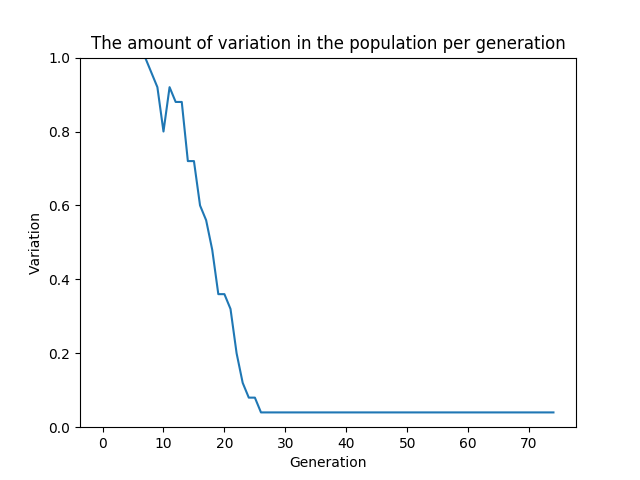 The amount of variation in the population per generation
1.0
0.8
0.6
0.4
0.2
0.0
Variation
0 10 20 30 40 50 60 70
Generation